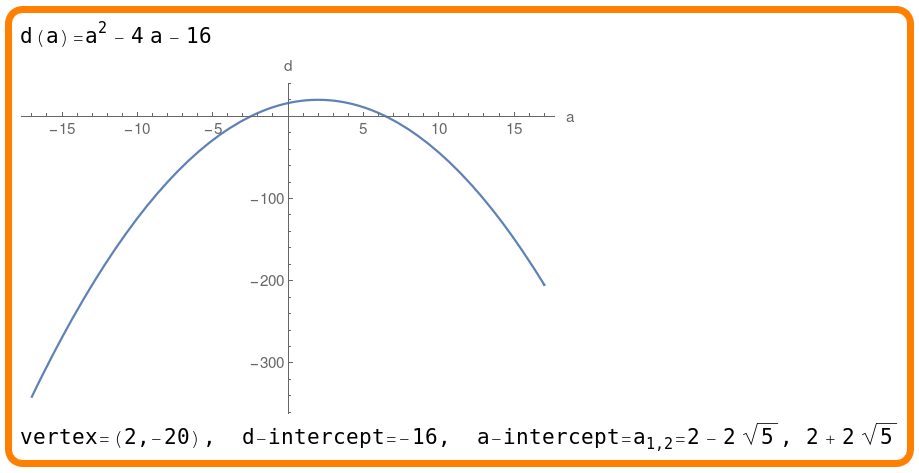 d(a)=a² − 4 a − 16
d
−15 −10 −5 5 10 15 a
−100
−200
−300
vertex=(2,−20), d−intercept=−16, a−intercept=a₁,₂=2 − 2 √5, 2 + 2 √5